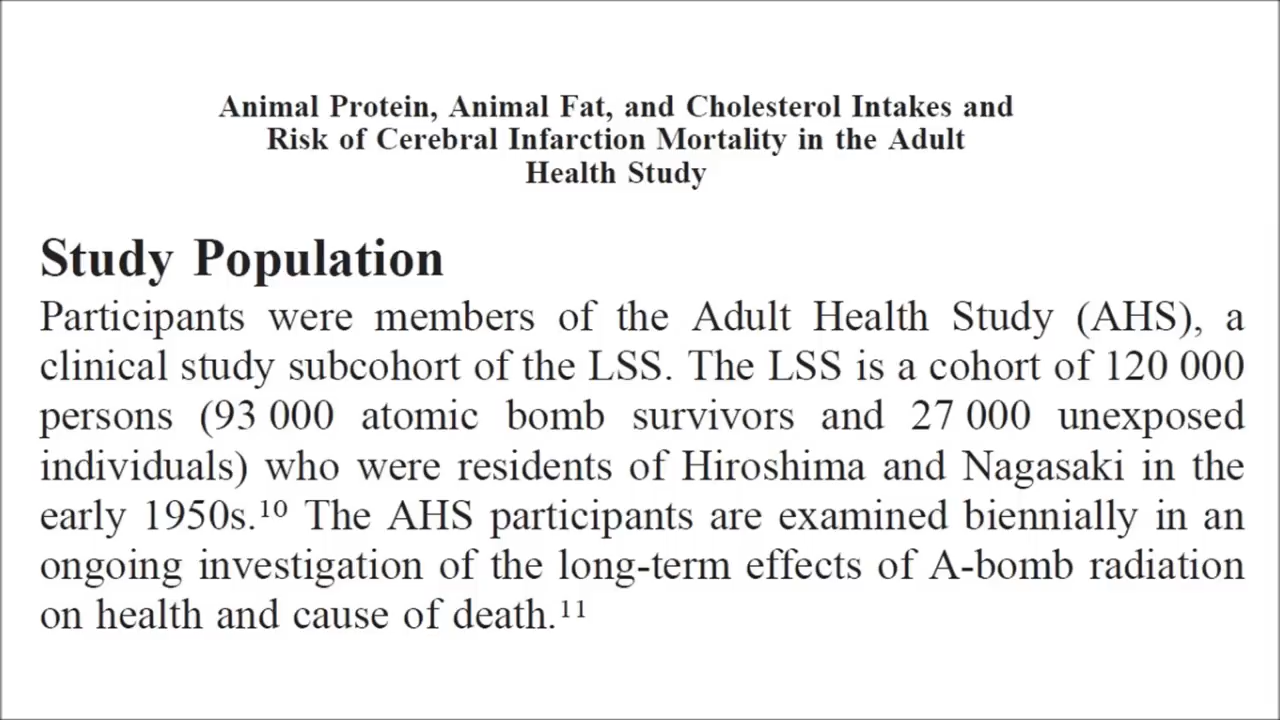 Animal Protein, Animal Fat, and Cholesterol Intakes and
Risk of Cerebral Infarction Mortality in the Adult
Health Study
Study Population
Participants were members of the Adult Health Study (AHS), a
clinical study subcohort of the LSS. The LSS is a cohort of 120 000
persons (93 000 atomic bomb survivors and 27 000 unexposed
individuals) who were residents of Hiroshima and Nagasaki in the
early 1950s.¹⁰ The AHS participants are examined biennially in an
ongoing investigation of the long-term effects of A-bomb radiation
on health and cause of death.¹¹